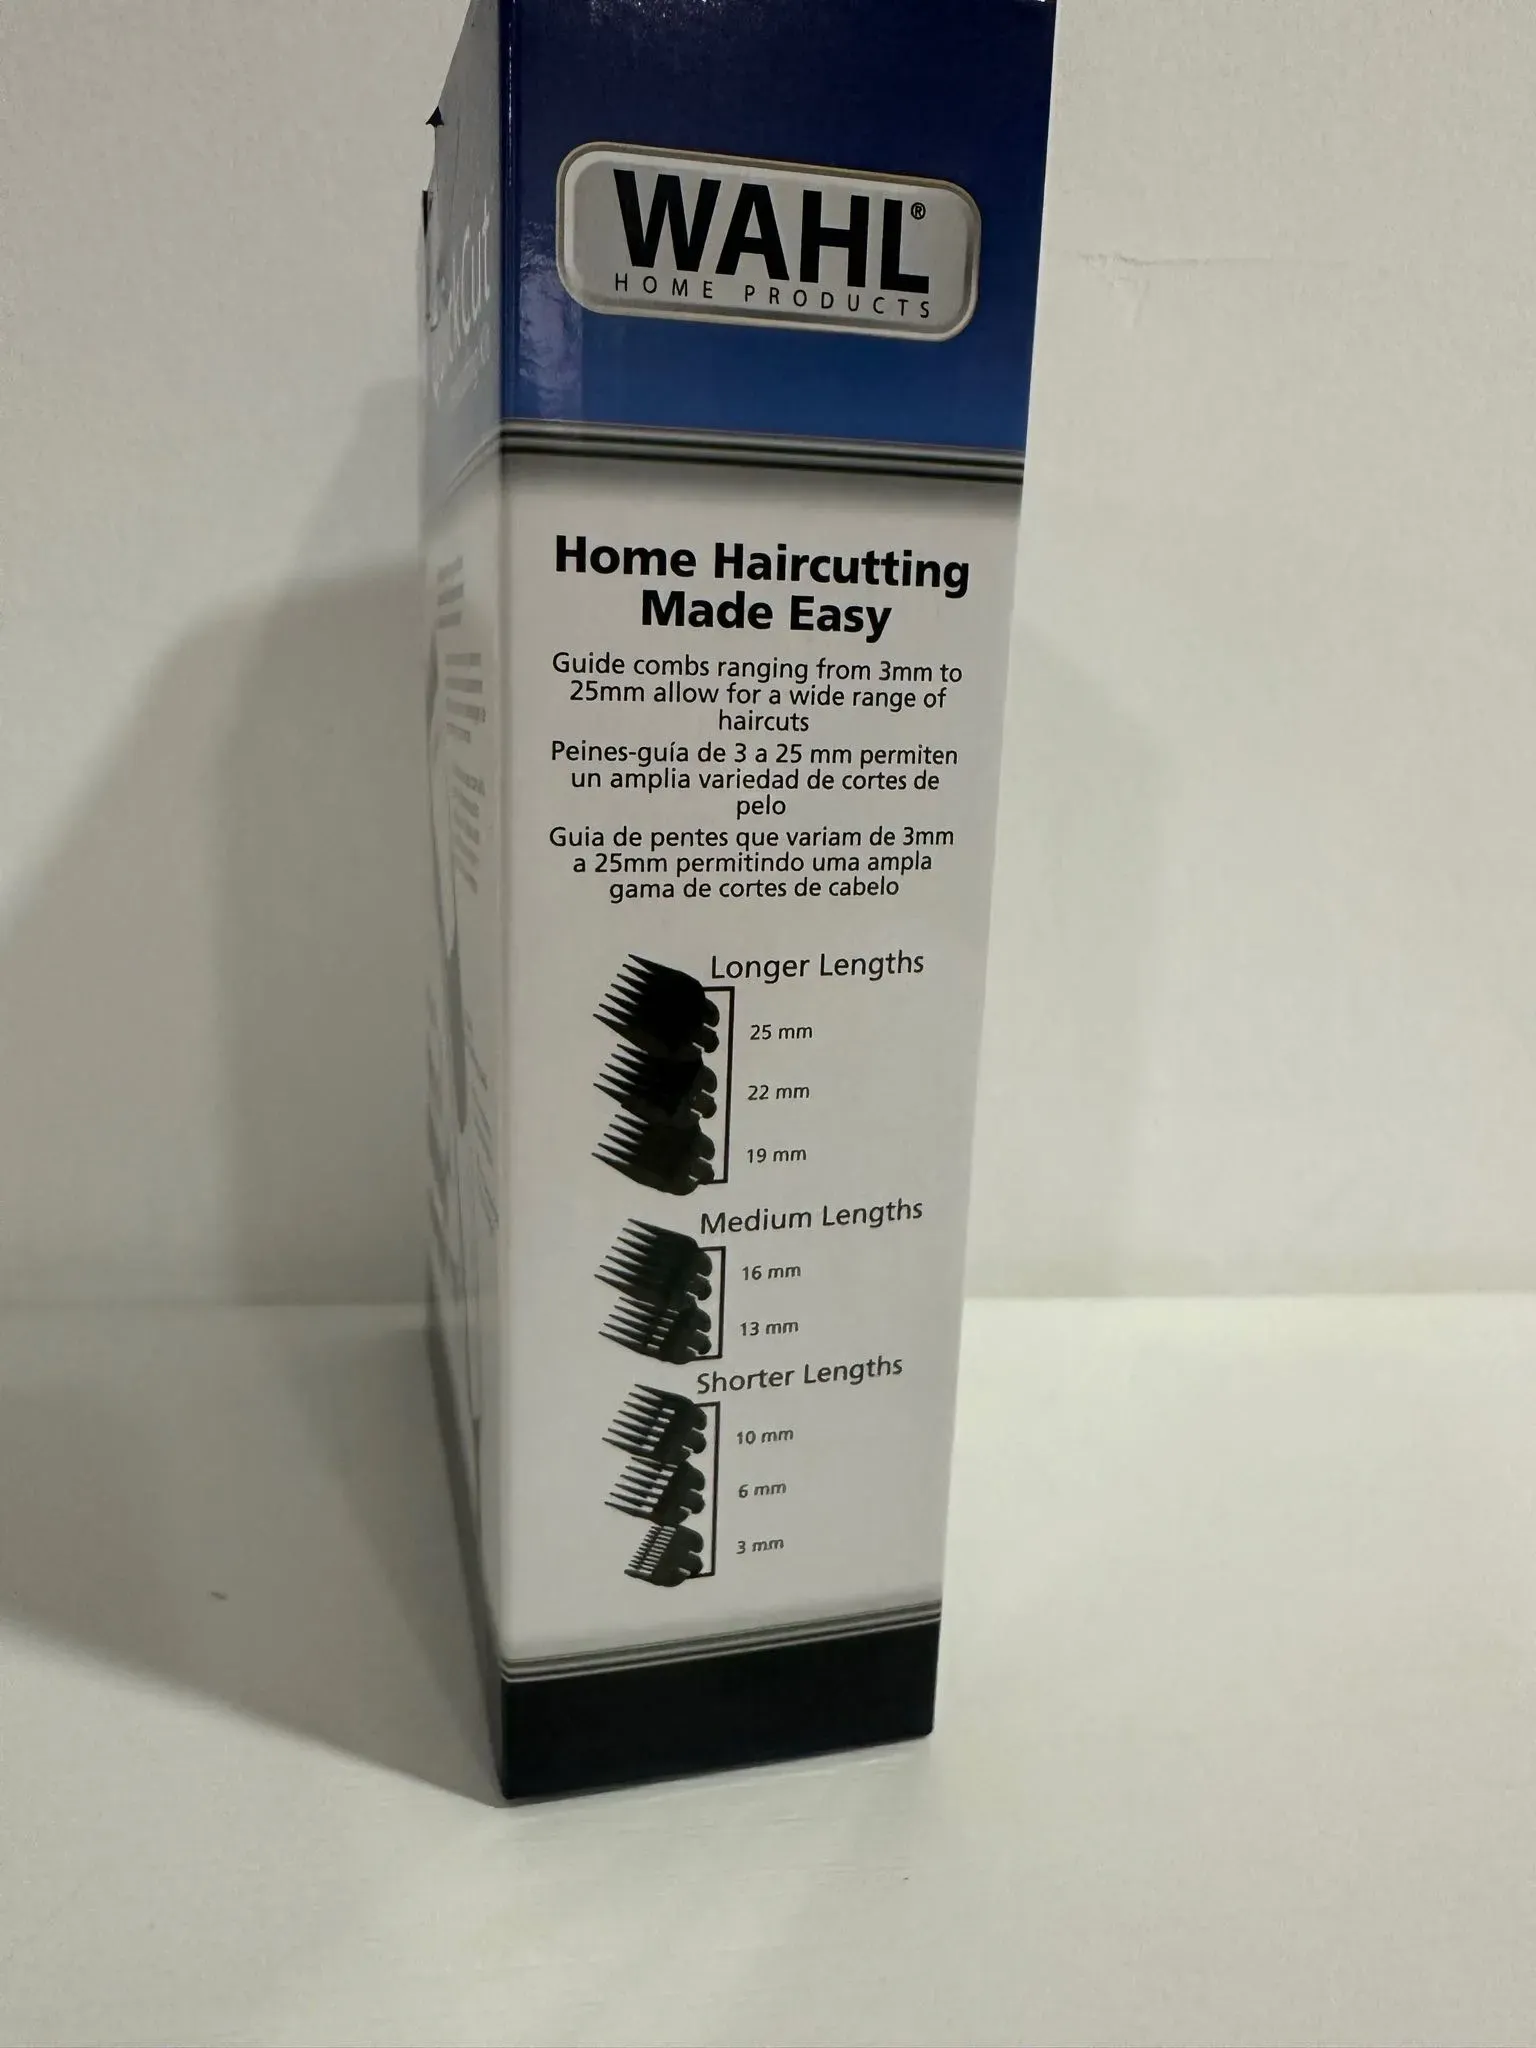 WAHL®
HOME PRODUCTS
Home Haircutting
Made Easy
Guide combs ranging from 3mm to
25mm allow for a wide range of
haircuts
Peines-guía de 3 a 25 mm permiten
un amplia variedad de cortes de
pelo
Guia de pentes que variam de 3mm
a 25mm permitindo uma ampla
gama de cortes de cabelo
Longer Lengths
25 mm
22 mm
19 mm
Medium Lengths
16 mm
13 mm
Shorter Lengths
10 mm
6 mm
3 mm
Cut